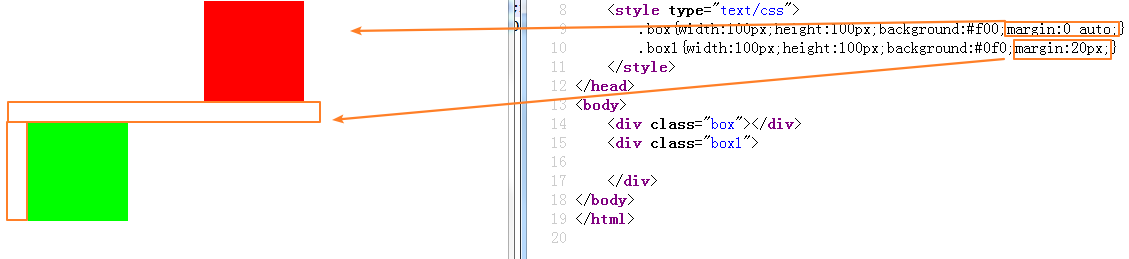 8 <style type="text/css">
9 .box{width:100px;height:100px;background:#f00;margin:0 auto;}
10 .box1{width:100px;height:100px;background:#0f0;margin:20px;}
11 </style>
12 </head>
13 <body>
14 <div class="box"></div>
15 <div class="box1">
16
17 </div>
18 </body>
19 </html>
20